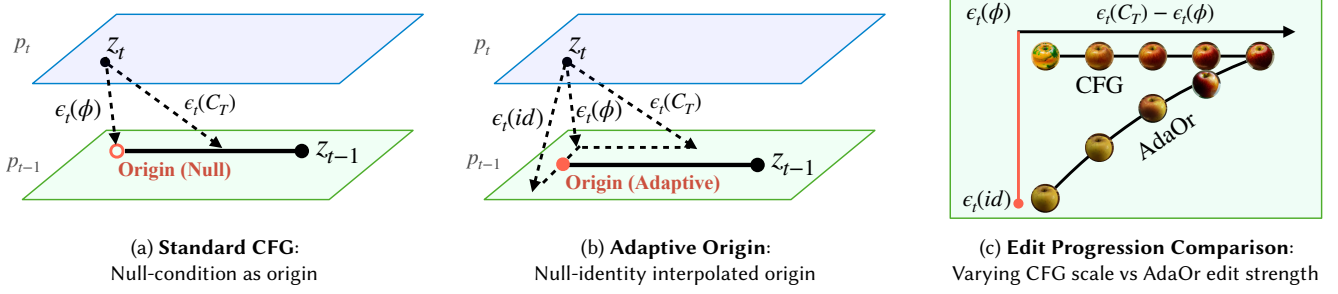 p_t
z_t
ϵ_t(ϕ)
ϵ_t(C_T)
p_{t−1}
z_{t−1}
Origin (Null)
(a) Standard CFG:
Null-condition as origin
p_t
z_t
ϵ_t(id)
ϵ_t(ϕ)
ϵ_t(C_T)
p_{t−1}
z_{t−1}
Origin (Adaptive)
(b) Adaptive Origin:
Null-identity interpolated origin
ϵ_t(ϕ)
ϵ_t(C_T) − ϵ_t(ϕ)
CFG
AdaOr
ϵ_t(id)
(c) Edit Progression Comparison:
Varying CFG scale vs AdaOr edit strength